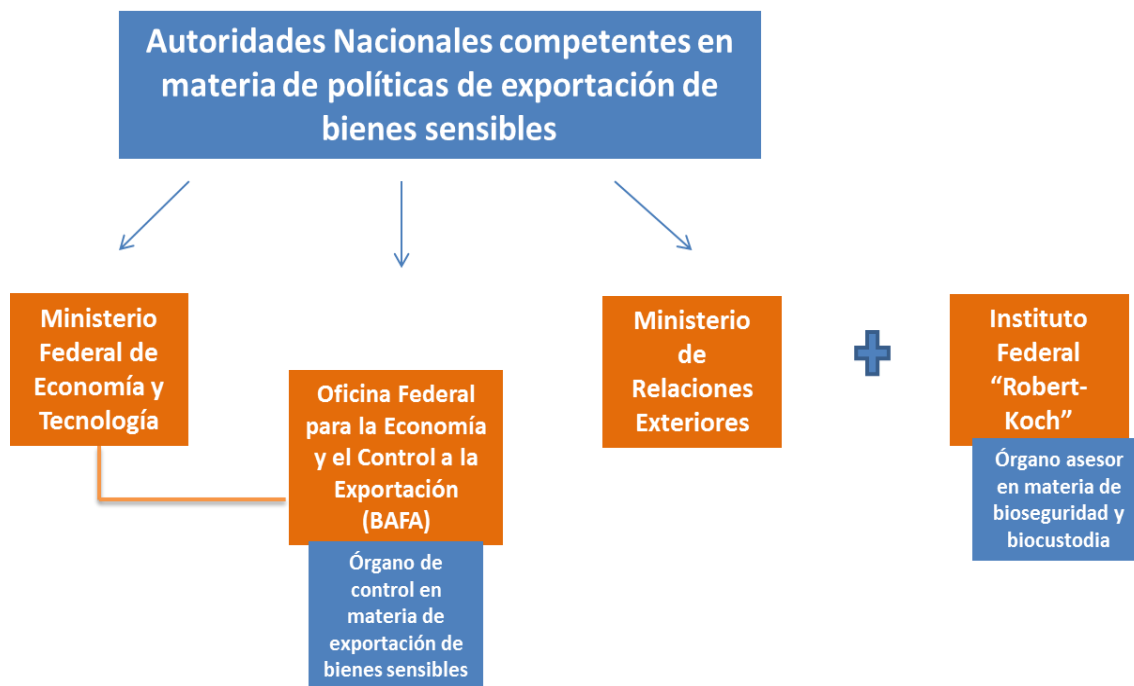 Autoridades Nacionales competentes en
materia de políticas de exportación de
bienes sensibles
Ministerio
Federal de
Economía y
Tecnología
Oficina Federal
para la Economía
y el Control a la
Exportación
(BAFA)
Órgano de
control en
materia de
exportación de
bienes sensibles
Ministerio
de
Relaciones
Exteriores
Instituto
Federal
“Robert-
Koch”
Órgano asesor
en materia de
bioseguridad y
biocustodia